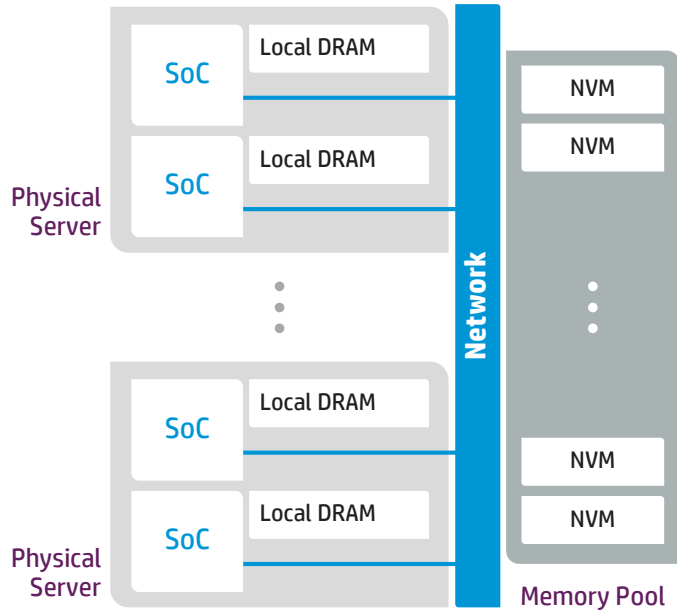 Local DRAM
SoC
NVM
NVM
Local DRAM
SoC
Physical
Server
Network
Local DRAM
SoC
NVM
Local DRAM
NVM
SoC
Physical
Server
Memory Pool